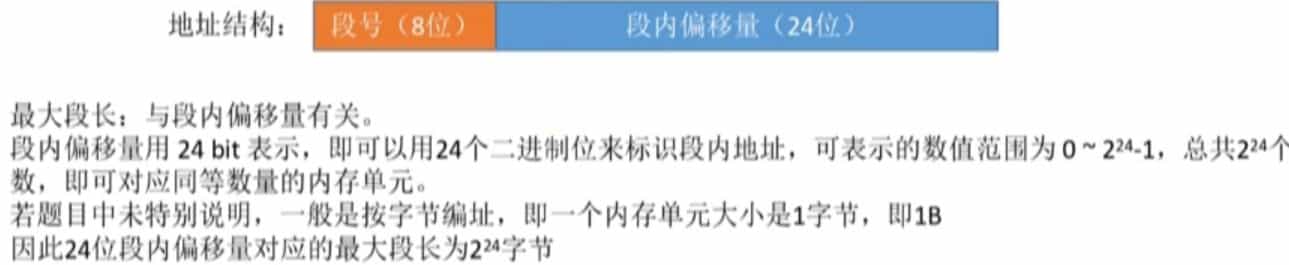 地址结构： 段号（8位） 段内偏移量（24位）
最大段长：与段内偏移量有关。
段内偏移量用 24 bit 表示，即可以用24个二进制位来标识段内地址，可表示的数值范围为 0 ~ 2²⁴-1，总共2²⁴个
数，即可对应同等数量的内存单元。
若题目中未特别说明，一般是按字节编址，即一个内存单元大小是1字节，即1B
因此24位段内偏移量对应的最大段长为2²⁴字节